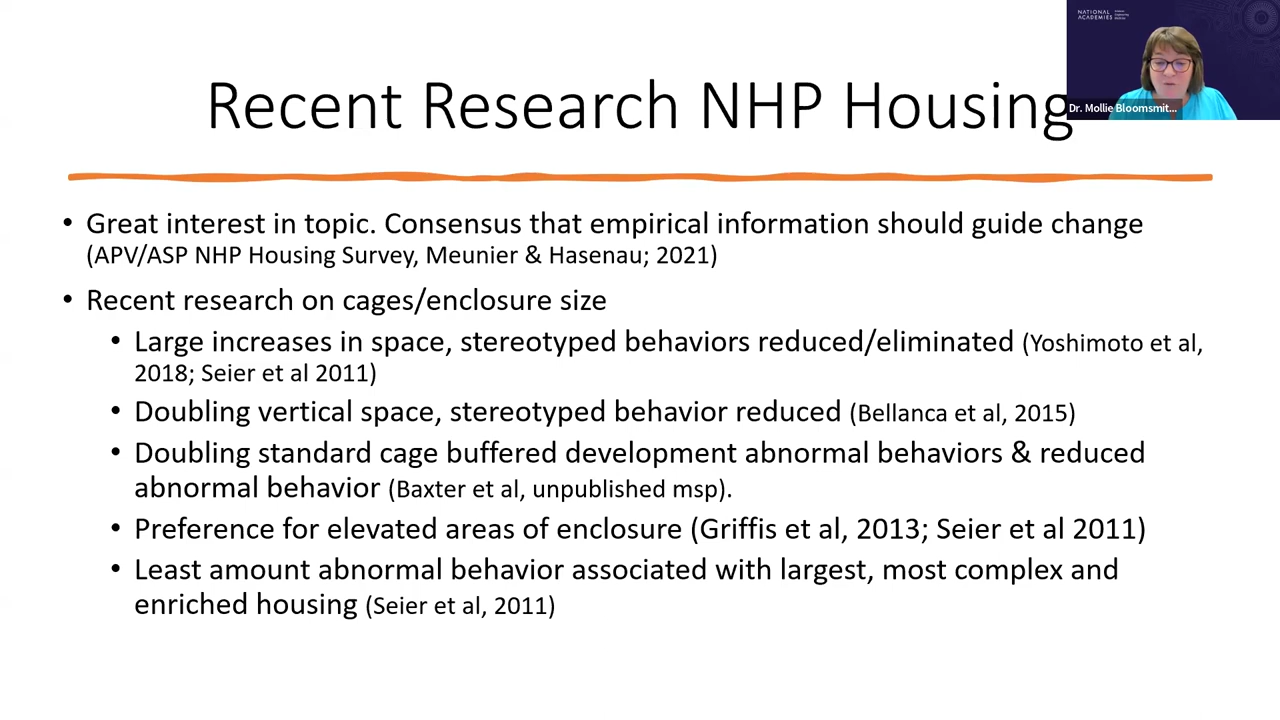 NATIONAL
ACADEMIES
Sciences
Engineering
Medicine
Dr. Mollie Bloomsmit...
Recent Research NHP Housing
• Great interest in topic. Consensus that empirical information should guide change
(APV/ASP NHP Housing Survey, Meunier & Hasenau; 2021)
• Recent research on cages/enclosure size
• Large increases in space, stereotyped behaviors reduced/eliminated (Yoshimoto et al,
2018; Seier et al 2011)
• Doubling vertical space, stereotyped behavior reduced (Bellanca et al, 2015)
• Doubling standard cage buffered development abnormal behaviors & reduced
abnormal behavior (Baxter et al, unpublished msp).
• Preference for elevated areas of enclosure (Griffis et al, 2013; Seier et al 2011)
• Least amount abnormal behavior associated with largest, most complex and
enriched housing (Seier et al, 2011)